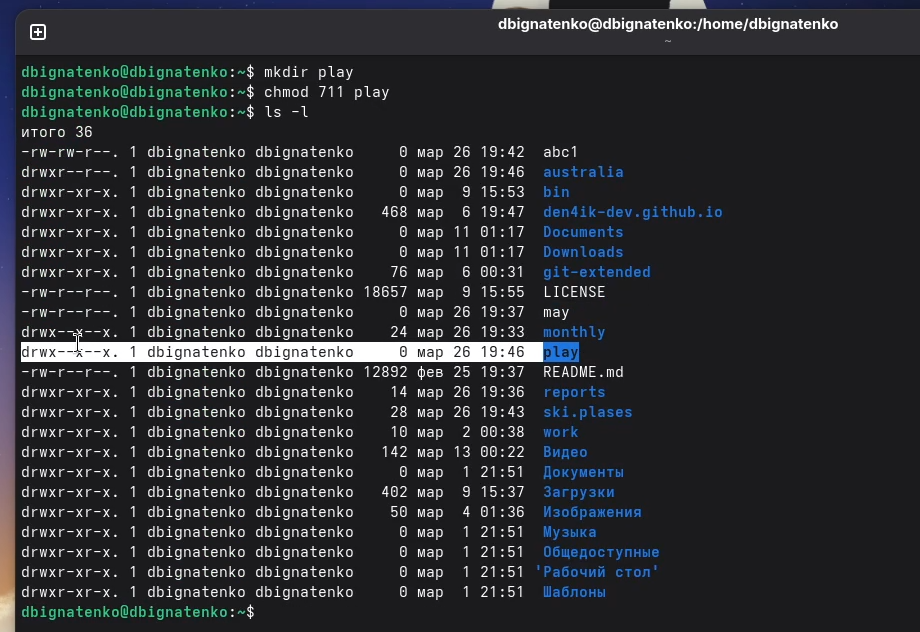 dbignatenko@dbignatenko:/home/dbignatenko
~
dbignatenko@dbignatenko:~$ mkdir play
dbignatenko@dbignatenko:~$ chmod 711 play
dbignatenko@dbignatenko:~$ ls -l
итого 36
-rw-rw-r--. 1 dbignatenko dbignatenko     0 мар 26 19:42  abc1
drwxr--r--. 1 dbignatenko dbignatenko     0 мар 26 19:46  australia
drwxr-xr-x. 1 dbignatenko dbignatenko     0 мар  9 15:53  bin
drwxr-xr-x. 1 dbignatenko dbignatenko   468 мар  6 19:47  den4ik-dev.github.io
drwxr-xr-x. 1 dbignatenko dbignatenko     0 мар 11 01:17  Documents
drwxr-xr-x. 1 dbignatenko dbignatenko     0 мар 11 01:17  Downloads
drwxr-xr-x. 1 dbignatenko dbignatenko    76 мар  6 00:31  git-extended
-rw-r--r--. 1 dbignatenko dbignatenko 18657 мар  9 15:55  LICENSE
-rw-r--r--. 1 dbignatenko dbignatenko     0 мар 26 19:37  may
drwx--x--x. 1 dbignatenko dbignatenko    24 мар 26 19:33  monthly
drwx--x--x. 1 dbignatenko dbignatenko     0 мар 26 19:46  play
-rw-r--r--. 1 dbignatenko dbignatenko 12892 фев 25 19:37  README.md
drwxr-xr-x. 1 dbignatenko dbignatenko    14 мар 26 19:36  reports
drwxr-xr-x. 1 dbignatenko dbignatenko    28 мар 26 19:43  ski.plases
drwxr-xr-x. 1 dbignatenko dbignatenko    10 мар  2 00:38  work
drwxr-xr-x. 1 dbignatenko dbignatenko   142 мар 13 00:22  Видео
drwxr-xr-x. 1 dbignatenko dbignatenko     0 мар  1 21:51  Документы
drwxr-xr-x. 1 dbignatenko dbignatenko   402 мар  9 15:37  Загрузки
drwxr-xr-x. 1 dbignatenko dbignatenko    50 мар  4 01:36  Изображения
drwxr-xr-x. 1 dbignatenko dbignatenko     0 мар  1 21:51  Музыка
drwxr-xr-x. 1 dbignatenko dbignatenko     0 мар  1 21:51  Общедоступные
drwxr-xr-x. 1 dbignatenko dbignatenko     0 мар  1 21:51 'Рабочий стол'
drwxr-xr-x. 1 dbignatenko dbignatenko     0 мар  1 21:51  Шаблоны
dbignatenko@dbignatenko:~$